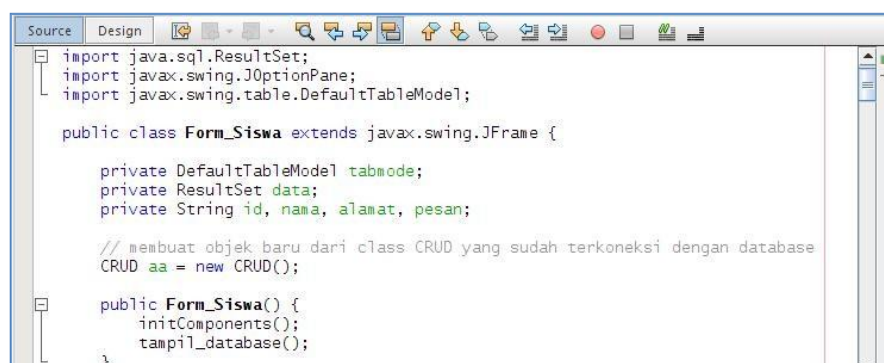 Source Design
import java.sql.ResultSet;
import javax.swing.JOptionPane;
import javax.swing.table.DefaultTableModel;
public class Form_Siswa extends javax.swing.JFrame {
private DefaultTableModel tabmode;
private ResultSet data;
private String id, nama, alamat, pesan;
// membuat objek baru dari class CRUD yang sudah terkoneksi dengan database
CRUD aa = new CRUD();
public Form_Siswa() {
initComponents();
tampil_database();
}